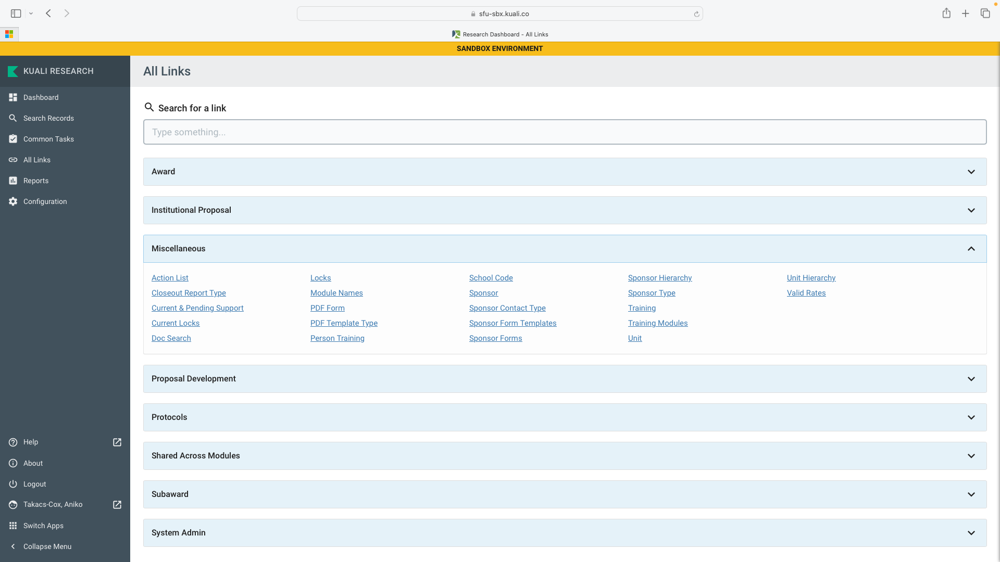 sfu-sbx.kuali.co
Research Dashboard - All Links
SANDBOX ENVIRONMENT
KUALI RESEARCH
Dashboard
Search Records
Common Tasks
All Links
Reports
Configuration
Help
About
Logout
Takacs-Cox, Aniko
Switch Apps
Collapse Menu
All Links
Search for a link
Type something...
Award
Institutional Proposal
Miscellaneous
Action List
Closeout Report Type
Current & Pending Support
Current Locks
Doc Search
Locks
Module Names
PDF Form
PDF Template Type
Person Training
School Code
Sponsor
Sponsor Contact Type
Sponsor Form Templates
Sponsor Forms
Sponsor Hierarchy
Sponsor Type
Training
Training Modules
Unit
Unit Hierarchy
Valid Rates
Proposal Development
Protocols
Shared Across Modules
Subaward
System Admin